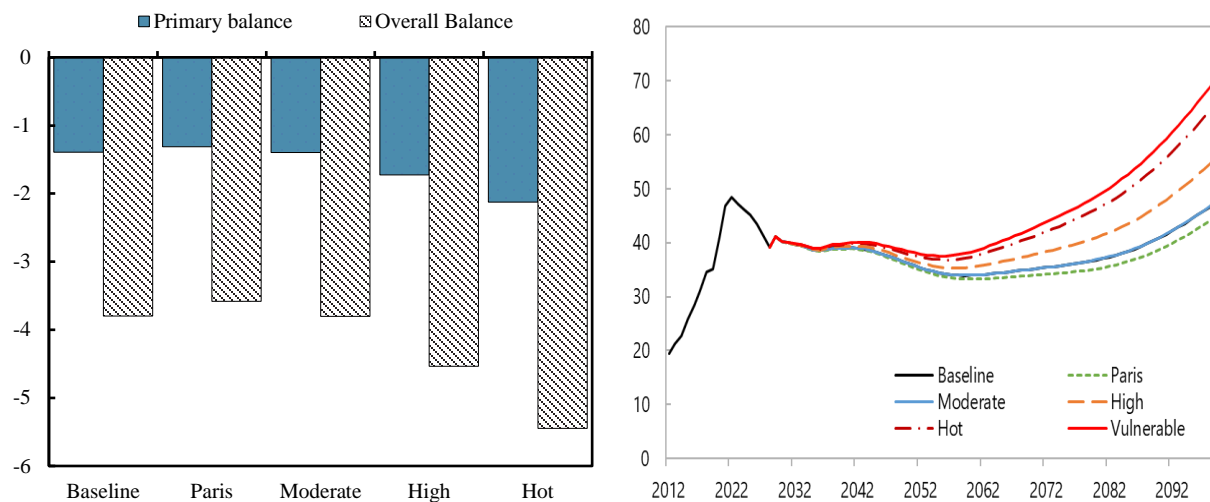 Primary balance Overall Balance
0
-1
-2
-3
-4
-5
-6
Baseline Paris Moderate High Hot
80
70
60
50
40
30
20
10
0
Baseline Paris
Moderate High
Hot Vulnerable
2012 2022 2032 2042 2052 2062 2072 2082 2092